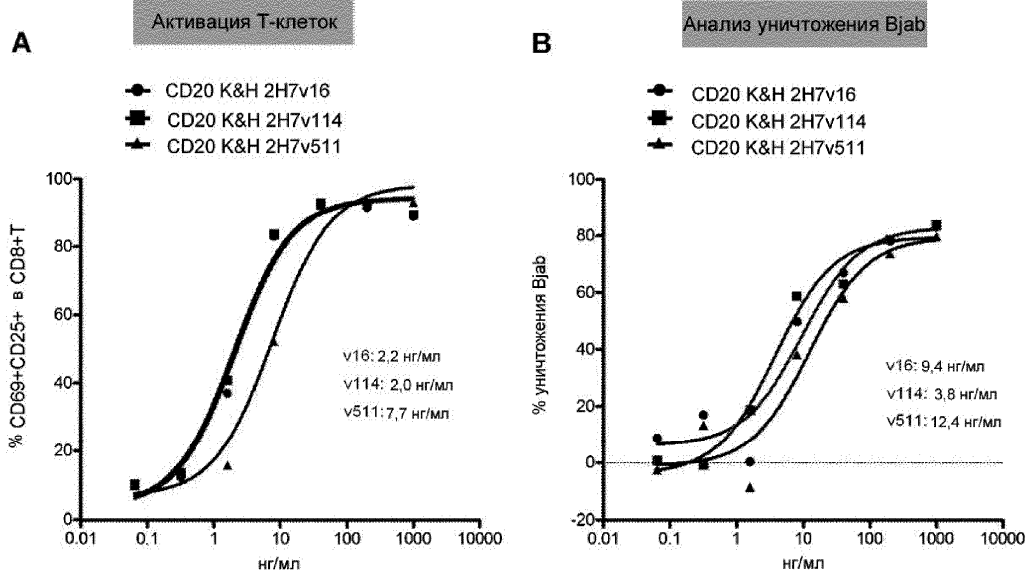 Активация Т-клеток
A
CD20 K&H 2H7v16
CD20 K&H 2H7v114
CD20 K&H 2H7v511
% CD69+CD25+ в CD8+T
100
80
60
40
20
0
v16: 2,2 нг/мл
v114: 2,0 нг/мл
v511: 7,7 нг/мл
0.01 0.1 1 10 100 1000 10000
нг/мл
Анализ уничтожения Bjab
B
CD20 K&H 2H7v16
CD20 K&H 2H7v114
CD20 K&H 2H7v511
% уничтожения Bjab
100
80
60
40
20
0
-20
v16: 9,4 нг/мл
v114: 3,8 нг/мл
v511: 12,4 нг/мл
0.01 0.1 1 10 100 1000 10000
нг/мл